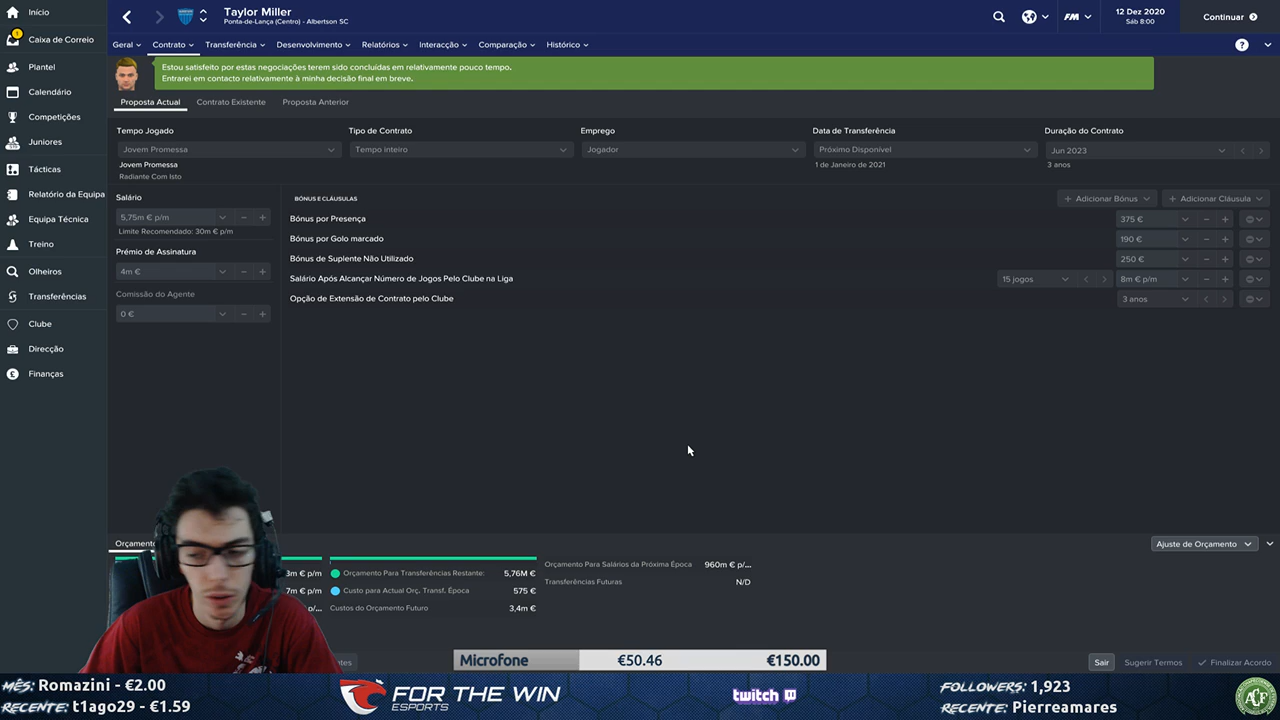 Início
Taylor Miller
Ponta-de-Lança (Centro) - Albertson SC
FM
12 Dez 2020
Sáb 8:00
Continuar
1
Caixa de Correio
Geral
Contrato
Transferência
Desenvolvimento
Relatórios
Interacção
Comparação
Histórico
?
Plantel
Estou satisfeito por estas negociações terem sido concluídas em relativamente pouco tempo.
Entrarei em contacto relativamente à minha decisão final em breve.
Calendário
Proposta Actual
Contrato Existente
Proposta Anterior
Competições
Juniores
Tácticas
Relatório da Equipa
Equipa Técnica
Treino
Olheiros
Transferências
Clube
Direcção
Finanças
Tempo Jogado
Tipo de Contrato
Emprego
Data de Transferência
Duração do Contrato
Jovem Promessa
Tempo inteiro
Jogador
Próximo Disponível
Jun 2023
Jovem Promessa
Radiante Com Isto
1 de Janeiro de 2021
3 anos
Salário
5,75m € p/m
Limite Recomendado: 30m € p/m
Prémio de Assinatura
4m €
Comissão do Agente
0 €
BÓNUS E CLÁUSULAS
Adicionar Bónus
Adicionar Cláusula
Bónus por Presença
375 €
Bónus por Golo marcado
190 €
Bónus de Suplente Não Utilizado
250 €
Salário Após Alcançar Número de Jogos Pelo Clube na Liga
15 jogos
8m € p/m
Opção de Extensão de Contrato pelo Clube
3 anos
Orçamento
Ajuste de Orçamento
3m € p/m
7m € p/m
p/...
Orçamento Para Transferências Restante:
5,76M €
Custo para Actual Orç. Transf. Época
575 €
Custos do Orçamento Futuro
3,4m €
Orçamento Para Salários da Próxima Época
960m € p/...
Transferências Futuras
N/D
Microfone
€50.46
€150.00
Sair
Sugerir Termos
Finalizar Acordo
MÊS: Romazini - €2.00
RECENTE: t1ago29 - €1.59
FOR THE WIN
ESPORTS
twitch
FOLLOWERS: 1,923
RECENTE: Pierreamares
ACF